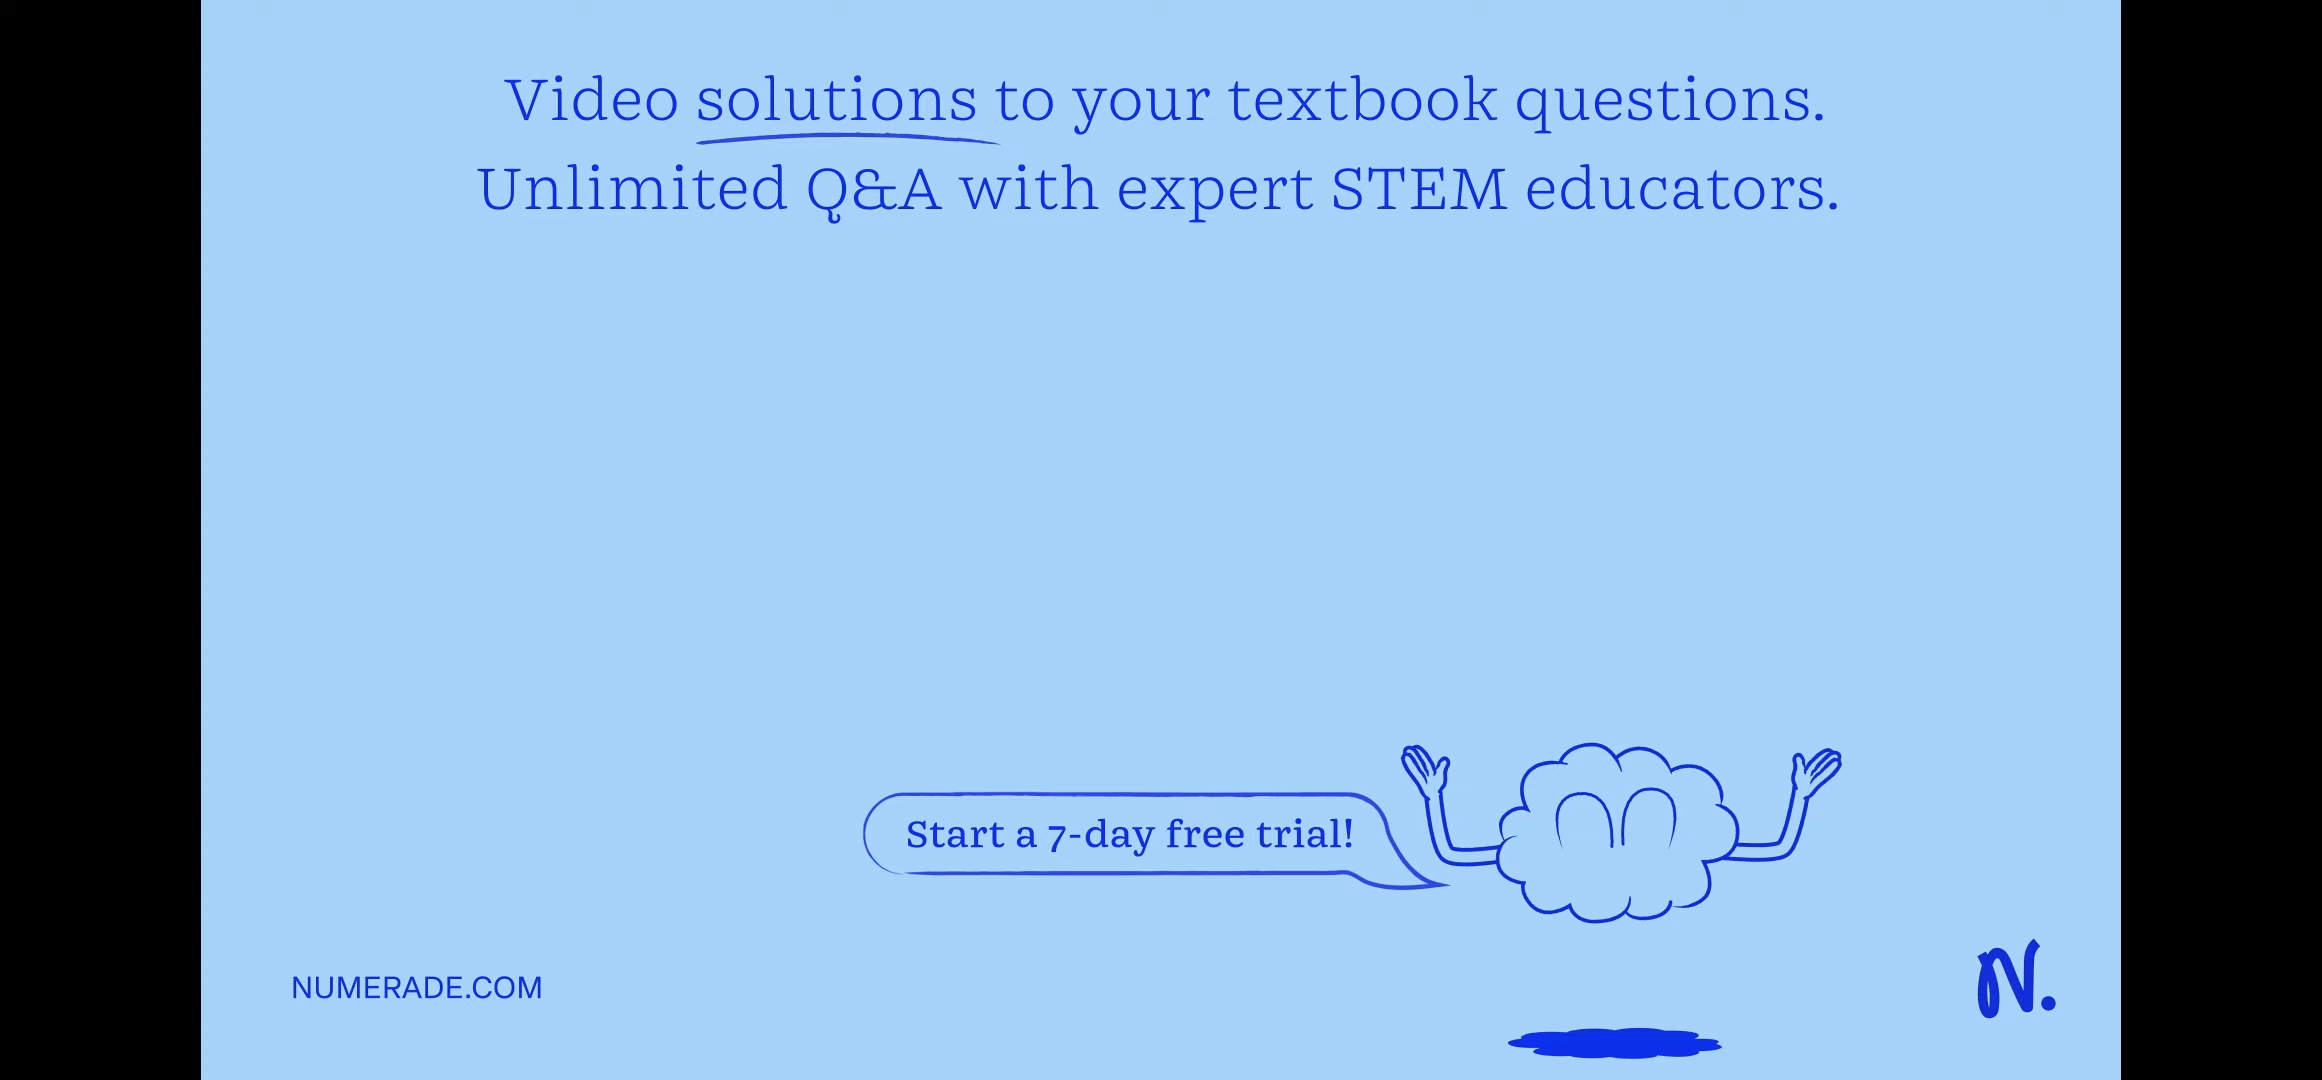 Video solutions to your textbook questions.
Unlimited Q&A with expert STEM educators.
Start a 7-day free trial!
NUMERADE.COM
N.